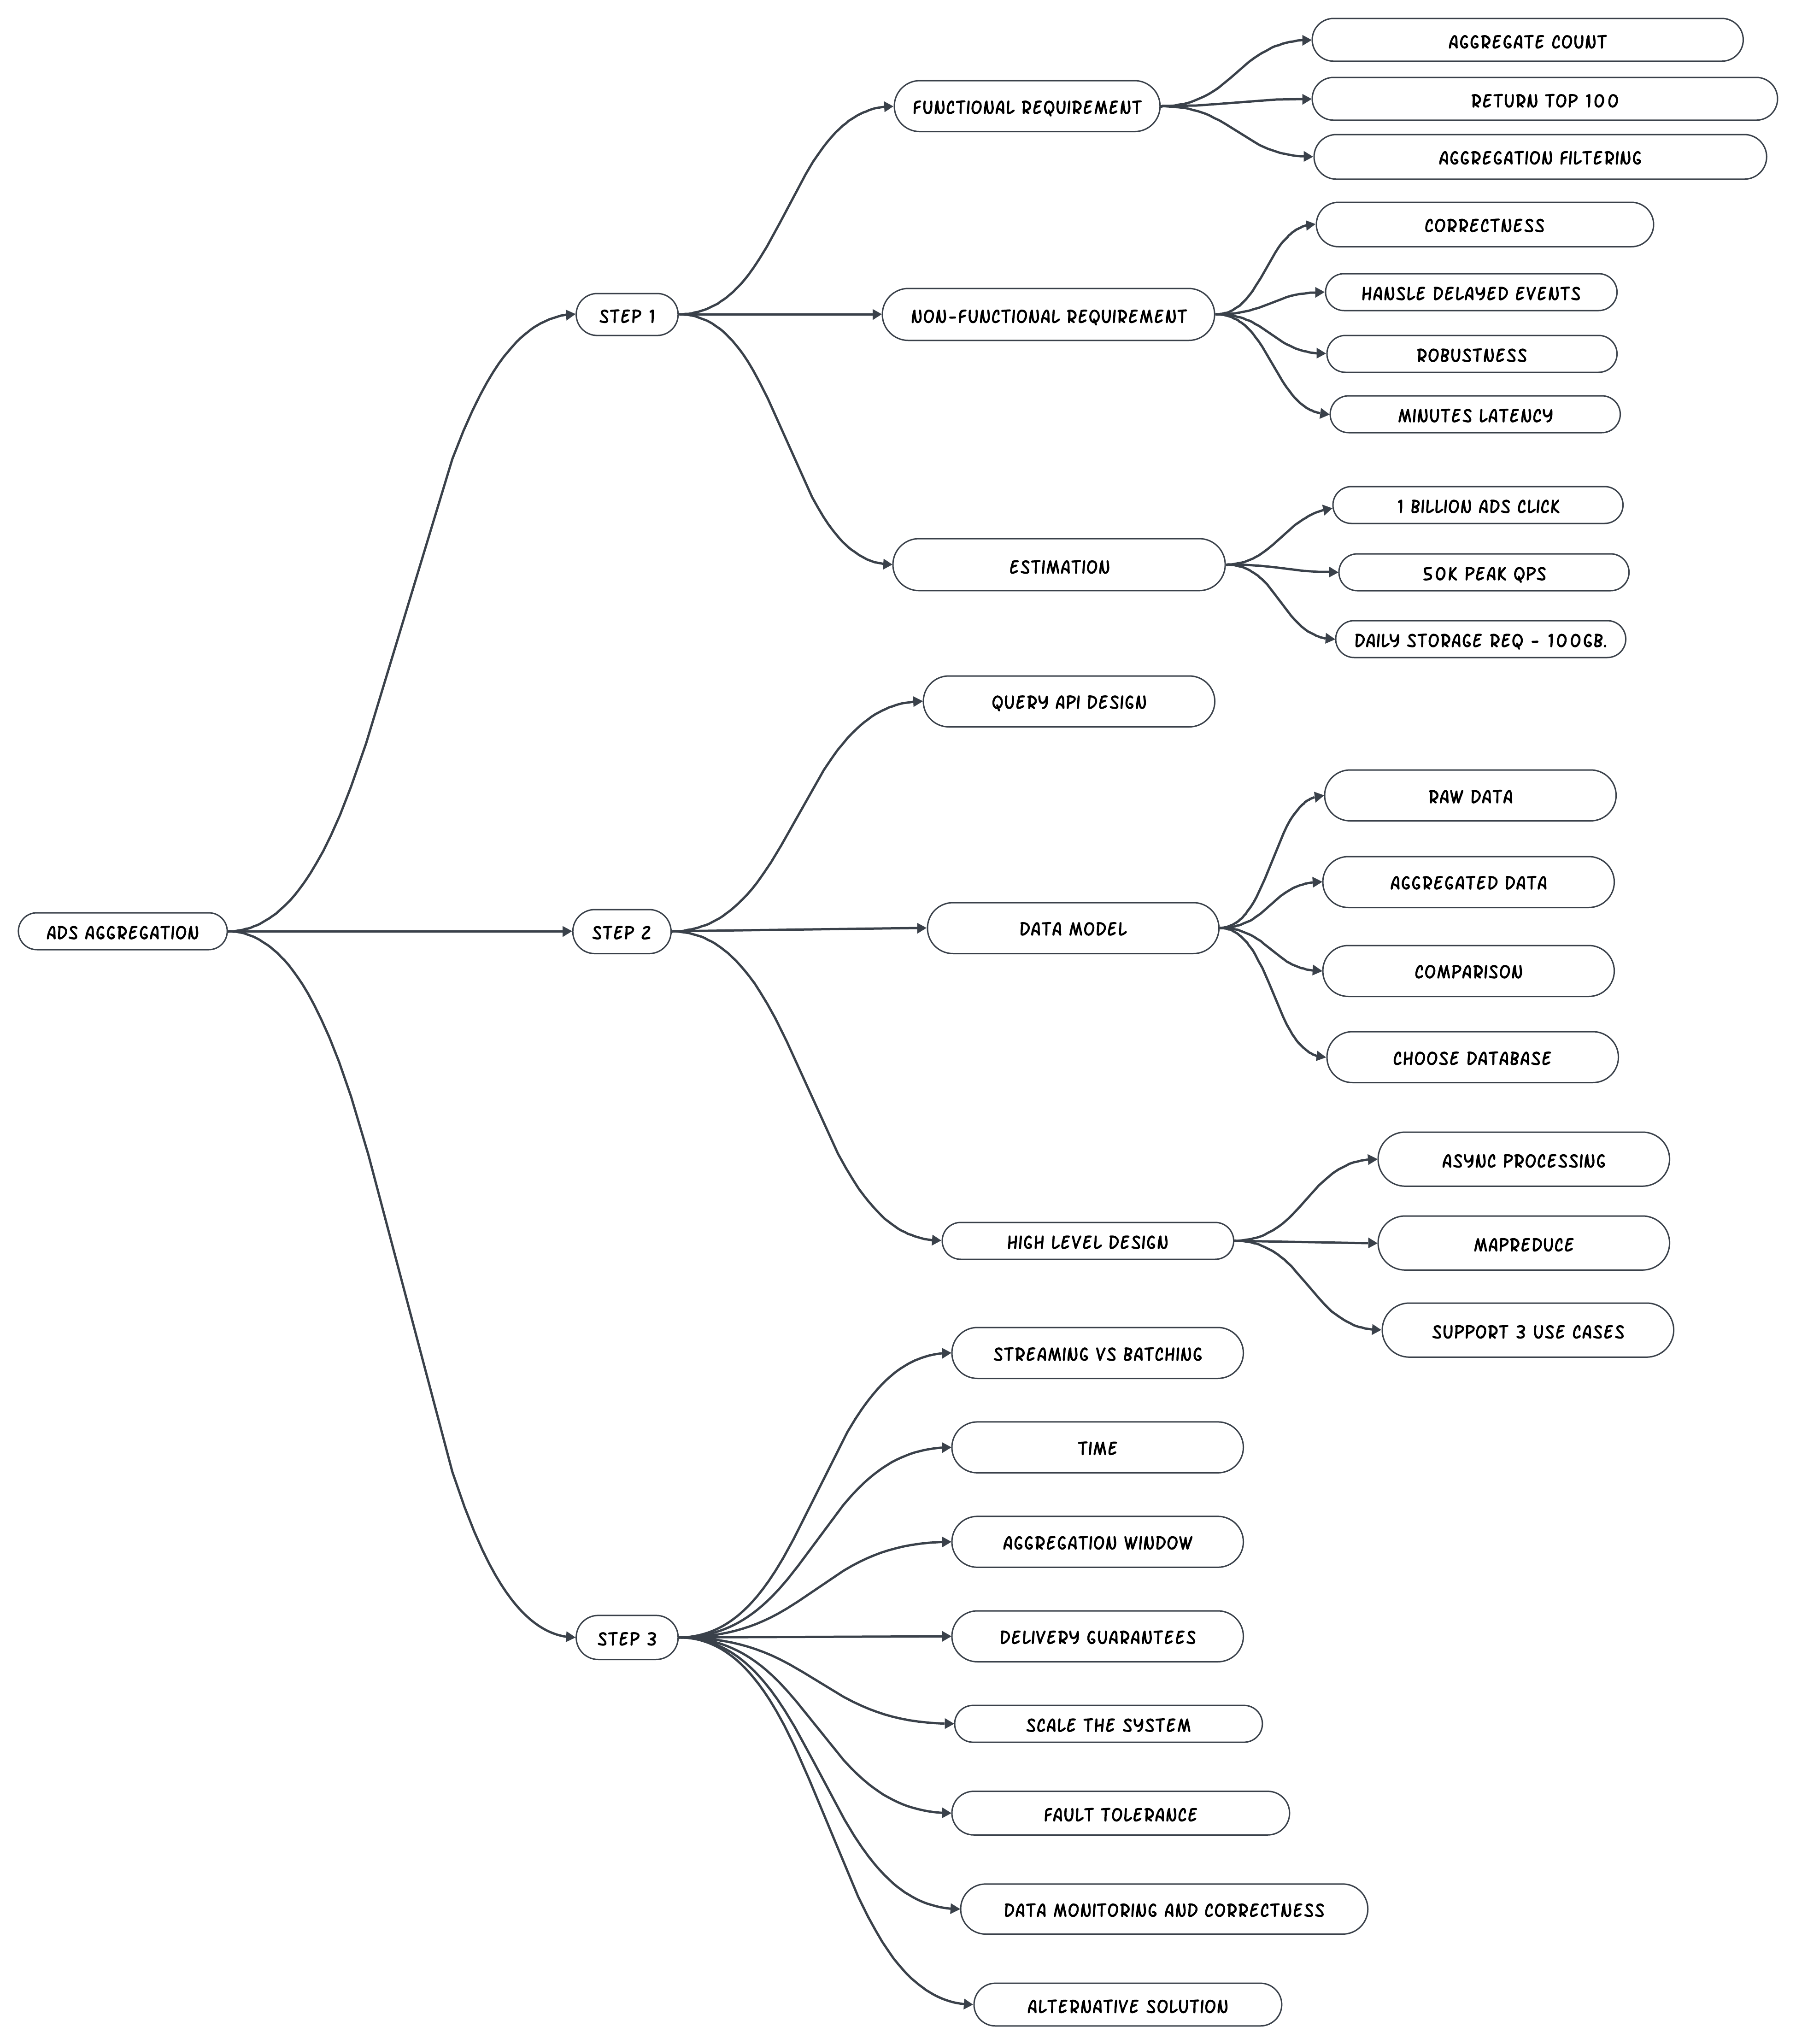 AGGREGATE COUNT
FUNCTIONAL REQUIREMENT
RETURN TOP 100
AGGREGATION FILTERING
CORRECTNESS
HANSLE DELAYED EVENTS
STEP 1
NON-FUNCTIONAL REQUIREMENT
ROBUSTNESS
MINUTES LATENCY
1 BILLION ADS CLICK
ESTIMATION
50K PEAK QPS
DAILY STORAGE REQ - 100GB.
QUERY API DESIGN
RAW DATA
AGGREGATED DATA
ADS AGGREGATION
STEP 2
DATA MODEL
COMPARISON
CHOOSE DATABASE
ASYNC PROCESSING
HIGH LEVEL DESIGN
MAPREDUCE
SUPPORT 3 USE CASES
STREAMING VS BATCHING
TIME
AGGREGATION WINDOW
STEP 3
DELIVERY GUARANTEES
SCALE THE SYSTEM
FAULT TOLERANCE
DATA MONITORING AND CORRECTNESS
ALTERNATIVE SOLUTION